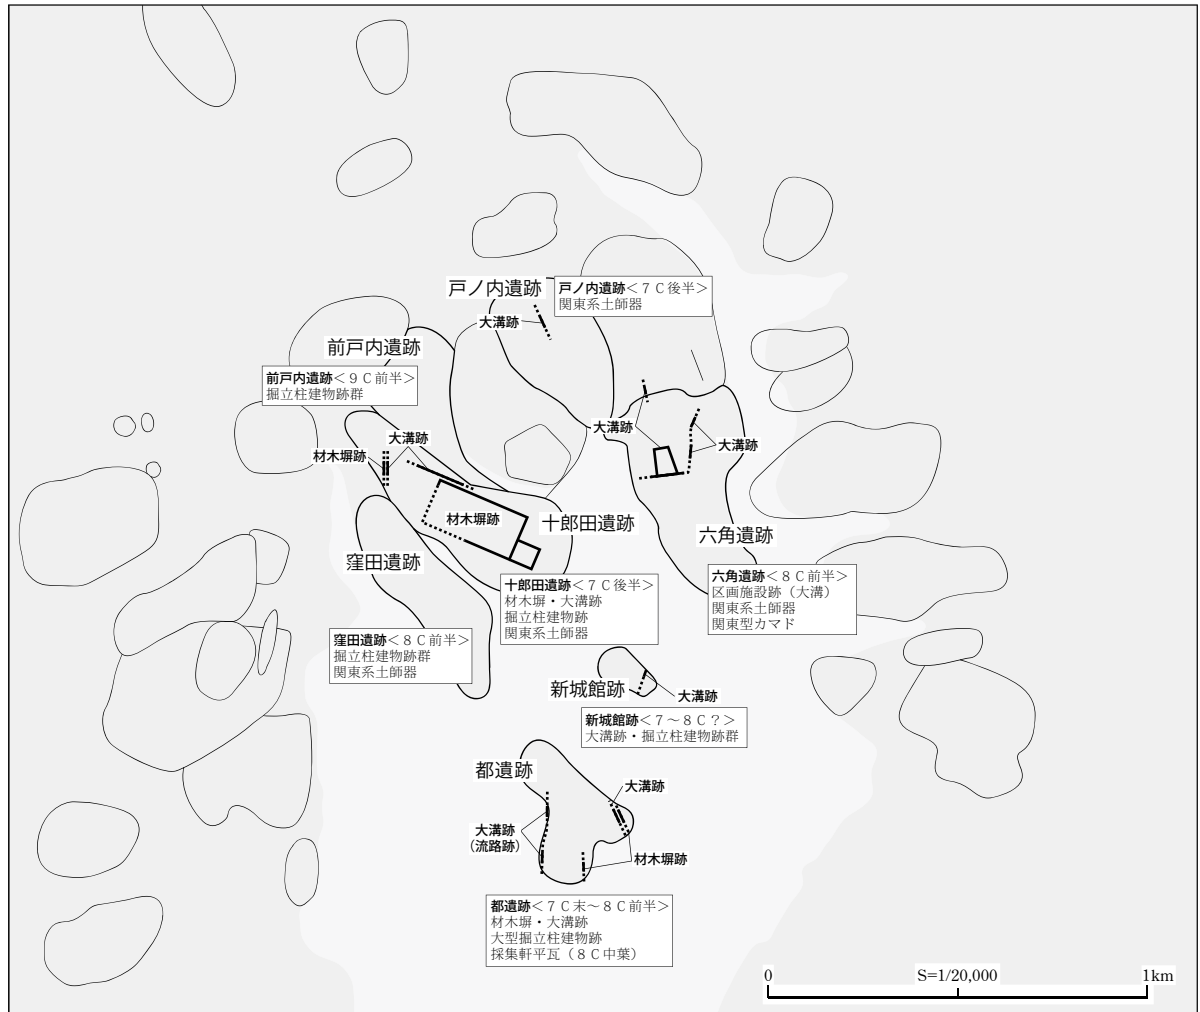 戸ノ内遺跡
戸ノ内遺跡＜７Ｃ後半＞
関東系土師器
大溝跡
前戸内遺跡
前戸内遺跡＜９Ｃ前半＞
掘立柱建物跡群
大溝跡
材木塀跡
大溝跡
大溝跡
材木塀跡
十郎田遺跡
六角遺跡
窪田遺跡
十郎田遺跡＜７Ｃ後半＞
材木塀・大溝跡
掘立柱建物跡
関東系土師器
六角遺跡＜８Ｃ前半＞
区画施設跡（大溝）
関東系土師器
関東型カマド
窪田遺跡＜８Ｃ前半＞
掘立柱建物跡群
関東系土師器
新城館跡
大溝跡
新城館跡＜７～８Ｃ？＞
大溝跡・掘立柱建物跡群
都遺跡
大溝跡
大溝跡
（流路跡）
材木塀跡
都遺跡＜７Ｃ末～８Ｃ前半＞
材木塀・大溝跡
大型掘立柱建物跡
採集軒平瓦（８Ｃ中葉）
0 S=1/20,000 1km